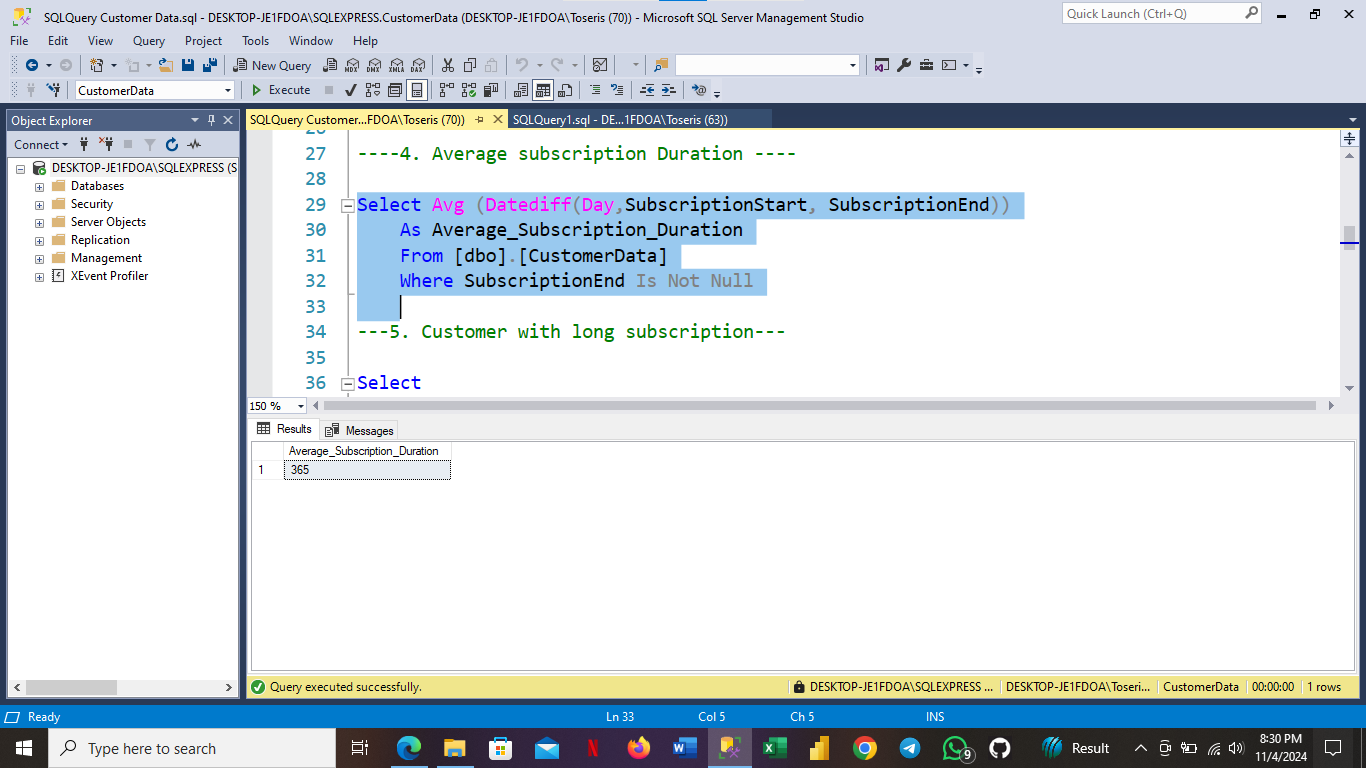 SQLQuery Customer Data.sql - DESKTOP-JE1FDOA\SQLEXPRESS.CustomerData (DESKTOP-JE1FDOA\Toseris (70)) - Microsoft SQL Server Management Studio
Quick Launch (Ctrl+Q)
File Edit View Query Project Tools Window Help
New Query MDX DMX XMLA DAX
CustomerData Execute
Object Explorer
SQLQuery Customer...FDOA\Toseris (70)) SQLQuery1.sql - DE...1FDOA\Toseris (63))
Connect
DESKTOP-JE1FDOA\SQLEXPRESS (S
Databases
Security
Server Objects
Replication
Management
XEvent Profiler
27 ----4. Average subscription Duration ----
28
29 Select Avg (Datediff(Day,SubscriptionStart, SubscriptionEnd))
30 As Average_Subscription_Duration
31 From [dbo].[CustomerData]
32 Where SubscriptionEnd Is Not Null
33
34 ---5. Customer with long subscription---
35
36 Select
150 %
Results Messages
Average_Subscription_Duration
1 365
Query executed successfully. DESKTOP-JE1FDOA\SQLEXPRESS ... DESKTOP-JE1FDOA\Toseri... CustomerData 00:00:00 1 rows
Ready Ln 33 Col 5 Ch 5 INS
Type here to search 9 Result 8:30 PM
11/4/2024